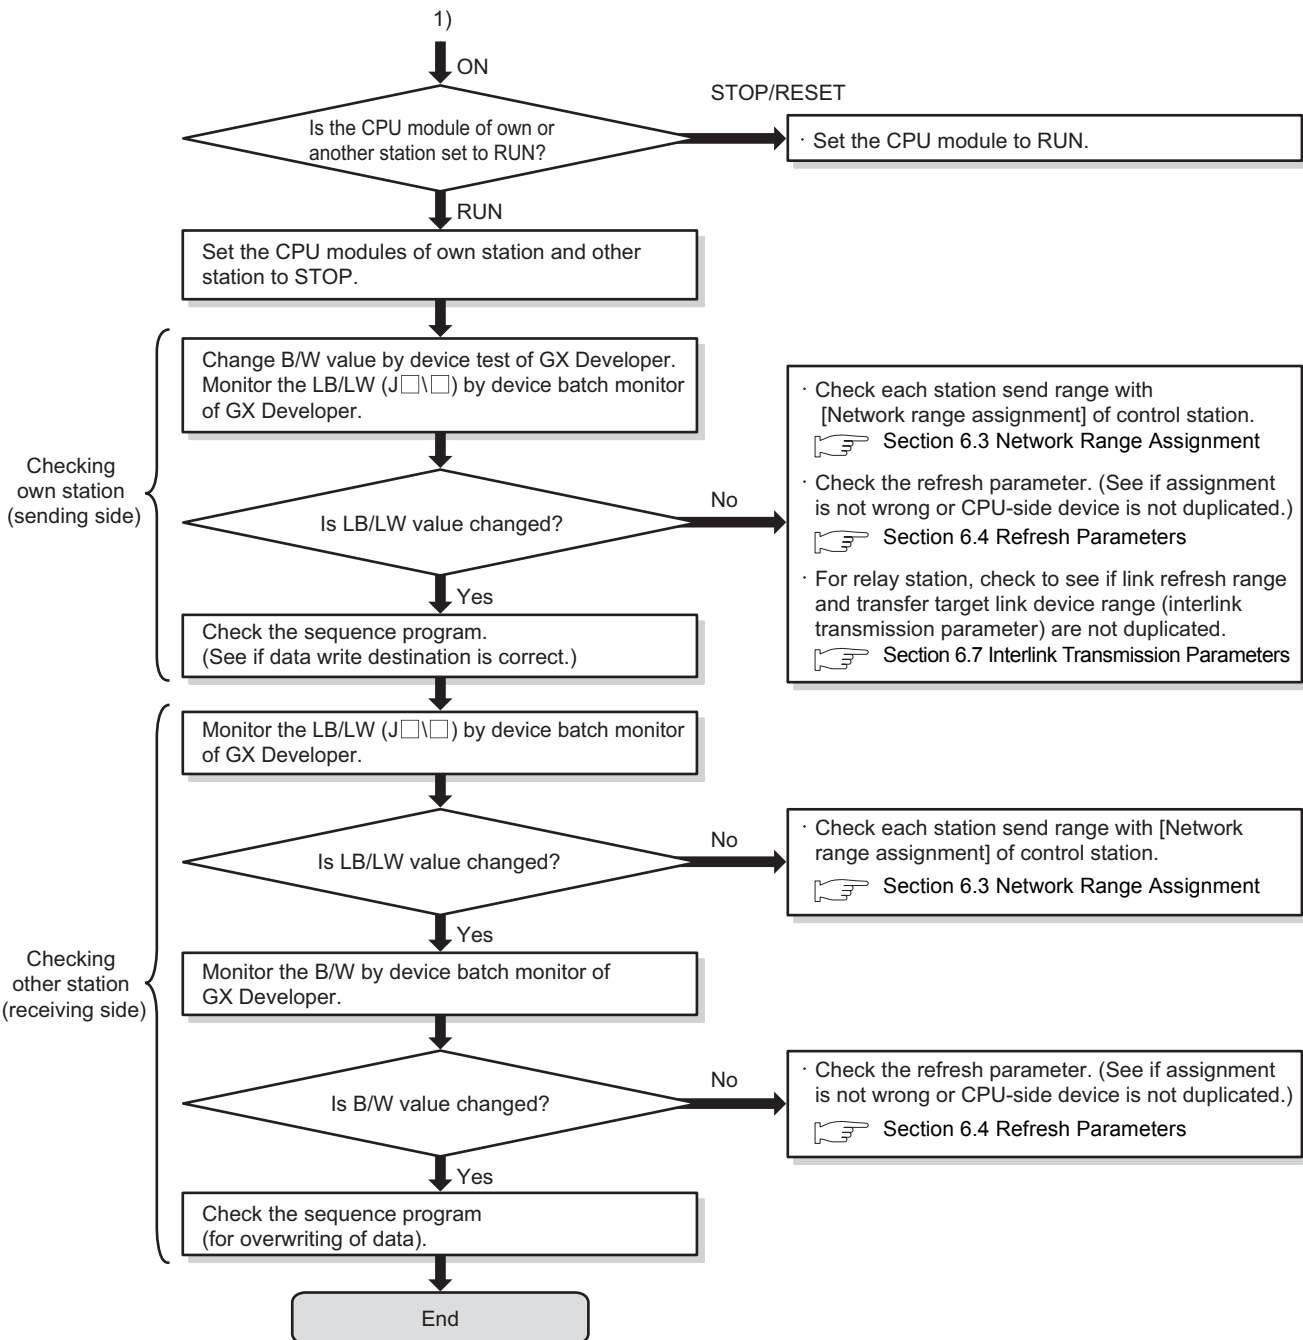 1)
ON
Is the CPU module of own or
another station set to RUN?
STOP/RESET
· Set the CPU module to RUN.
RUN
Set the CPU modules of own station and other
station to STOP.
Checking
own station
(sending side)
Change B/W value by device test of GX Developer.
Monitor the LB/LW (J□\□) by device batch monitor
of GX Developer.
Is LB/LW value changed?
No
· Check each station send range with
[Network range assignment] of control station.
Section 6.3 Network Range Assignment
· Check the refresh parameter. (See if assignment
is not wrong or CPU-side device is not duplicated.)
Section 6.4 Refresh Parameters
· For relay station, check to see if link refresh range
and transfer target link device range (interlink
transmission parameter) are not duplicated.
Section 6.7 Interlink Transmission Parameters
Yes
Check the sequence program.
(See if data write destination is correct.)
Checking
other station
(receiving side)
Monitor the LB/LW (J□\□) by device batch monitor
of GX Developer.
Is LB/LW value changed?
No
· Check each station send range with [Network
range assignment] of control station.
Section 6.3 Network Range Assignment
Yes
Monitor the B/W by device batch monitor of
GX Developer.
Is B/W value changed?
No
· Check the refresh parameter. (See if assignment
is not wrong or CPU-side device is not duplicated.)
Section 6.4 Refresh Parameters
Yes
Check the sequence program
(for overwriting of data).
End